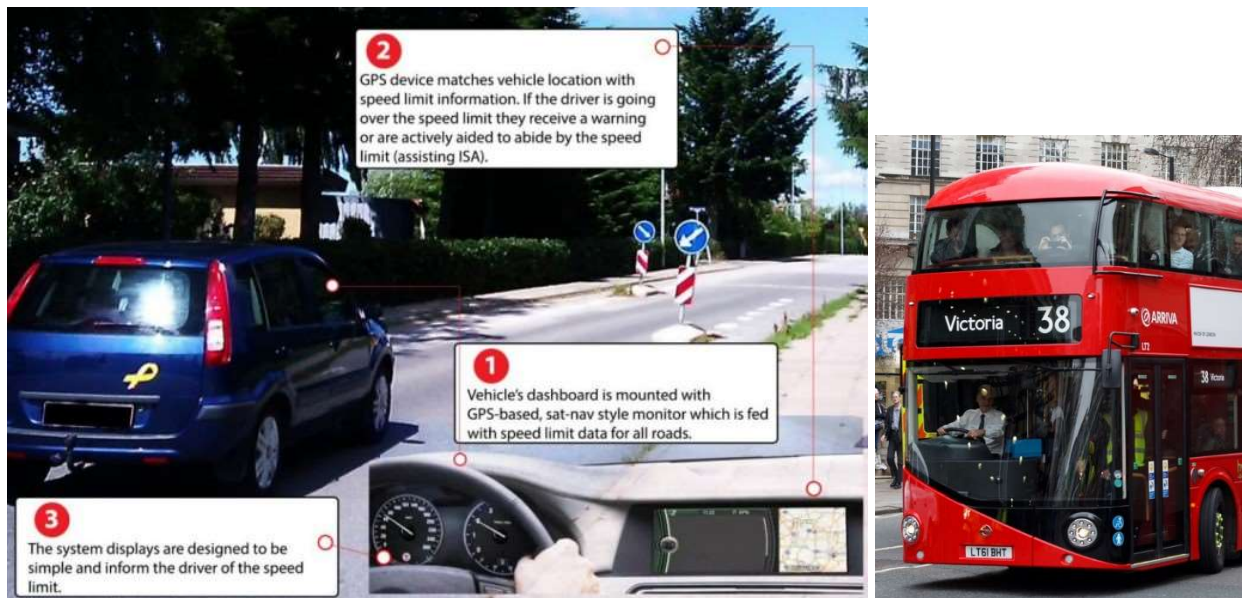 2
GPS device matches vehicle location with
speed limit information. If the driver is going
over the speed limit they receive a warning
or are actively aided to abide by the speed
limit (assisting ISA).
1
Vehicle's dashboard is mounted with
GPS-based, sat-nav style monitor which is fed
with speed limit data for all roads.
3
The system displays are designed to be
simple and inform the driver of the speed
limit.
Victoria 38
ARRIVA
LT2
38 Victoria
LT61 BHT